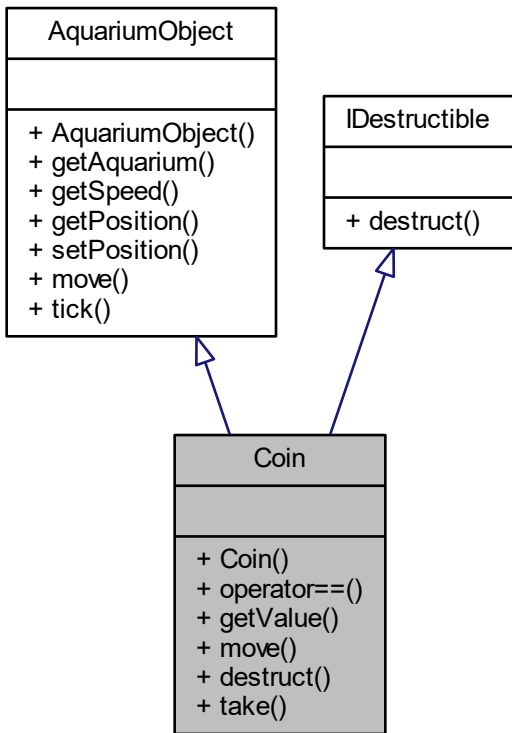 AquariumObject
+ AquariumObject()
+ getAquarium()
+ getSpeed()
+ getPosition()
+ setPosition()
+ move()
+ tick()
IDestructible
+ destruct()
Coin
+ Coin()
+ operator==()
+ getValue()
+ move()
+ destruct()
+ take()